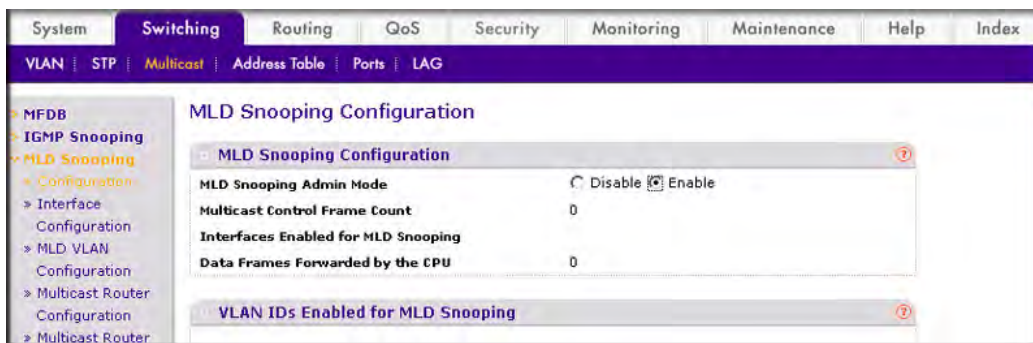 System Switching Routing QoS Security Monitoring Maintenance Help Index
VLAN STP Multicast Address Table Ports LAG
MFDB
IGMP Snooping
MLD Snooping
» Configuration
» Interface
Configuration
» MLD VLAN
Configuration
» Multicast Router
Configuration
» Multicast Router
MLD Snooping Configuration
MLD Snooping Configuration ?
MLD Snooping Admin Mode Disable Enable
Multicast Control Frame Count 0
Interfaces Enabled for MLD Snooping
Data Frames Forwarded by the CPU 0
VLAN IDs Enabled for MLD Snooping ?